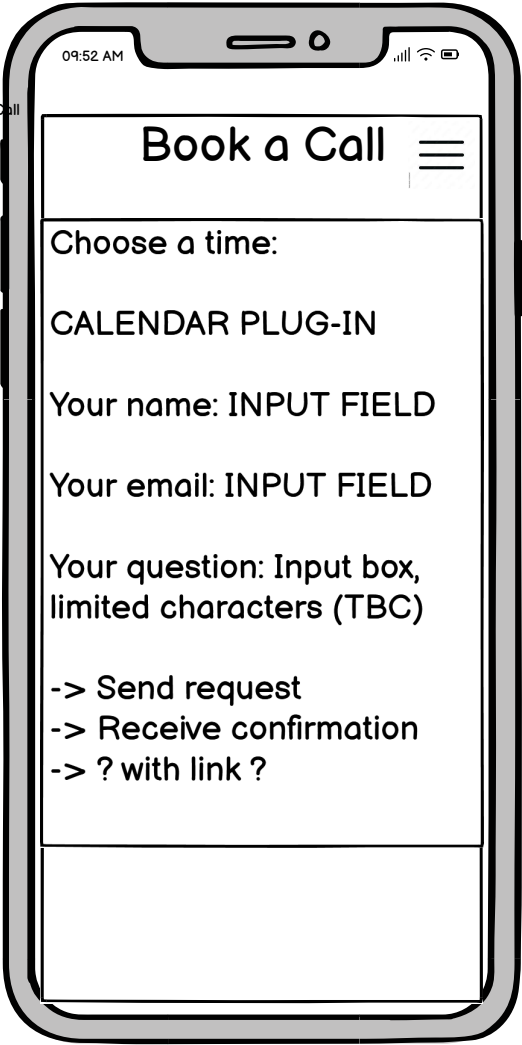 09:52 AM
Call
Book a Call
Choose a time:
CALENDAR PLUG-IN
Your name: INPUT FIELD
Your email: INPUT FIELD
Your question: Input box,
limited characters (TBC)
-> Send request
-> Receive confirmation
-> ? with link ?